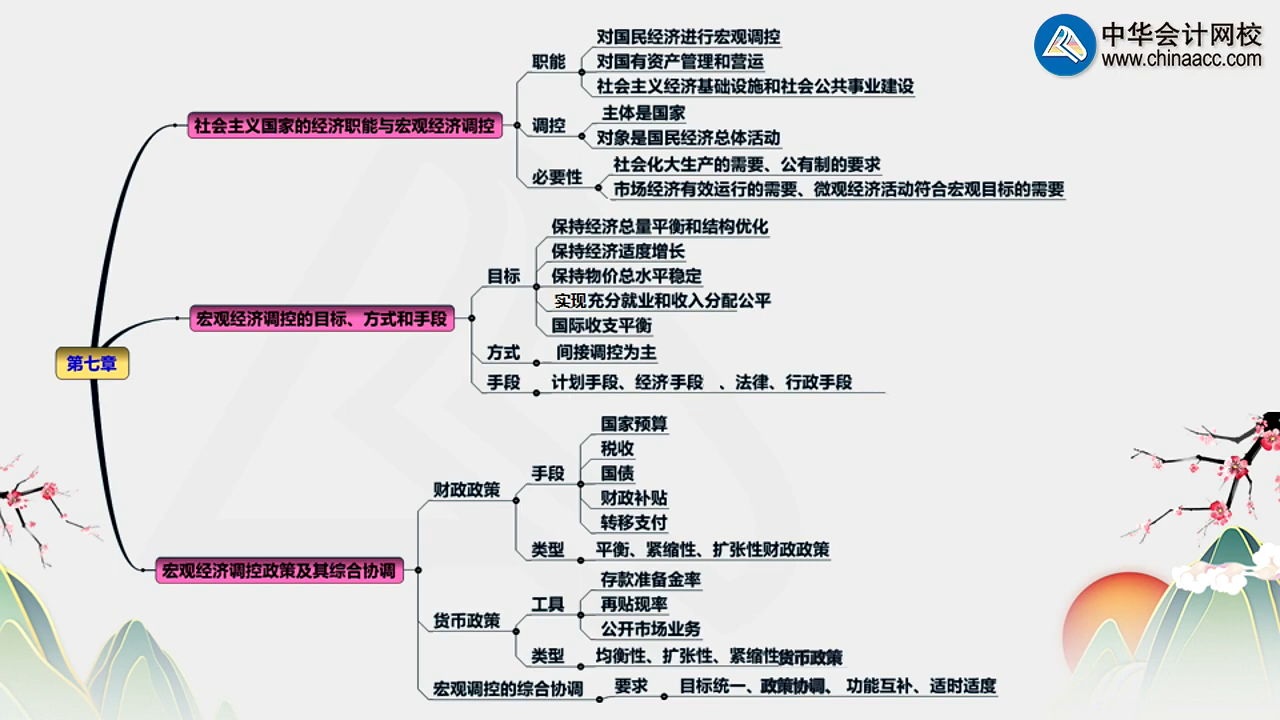 中华会计网校
www.chinaacc.com
第七章
社会主义国家的经济职能与宏观经济调控
职能
对国民经济进行宏观调控
对国有资产管理和营运
社会主义经济基础设施和社会公共事业建设
调控
主体是国家
对象是国民经济总体活动
必要性
社会化大生产的需要、公有制的要求
市场经济有效运行的需要、微观经济活动符合宏观目标的需要
宏观经济调控的目标、方式和手段
目标
保持经济总量平衡和结构优化
保持经济适度增长
保持物价总水平稳定
实现充分就业和收入分配公平
国际收支平衡
方式
间接调控为主
手段
计划手段、经济手段 、法律、行政手段
宏观经济调控政策及其综合协调
财政政策
手段
国家预算
税收
国债
财政补贴
转移支付
类型
平衡、紧缩性、扩张性财政政策
货币政策
工具
存款准备金率
再贴现率
公开市场业务
类型
均衡性、扩张性、紧缩性货币政策
宏观调控的综合协调
要求
目标统一、政策协调、 功能互补、适时适度